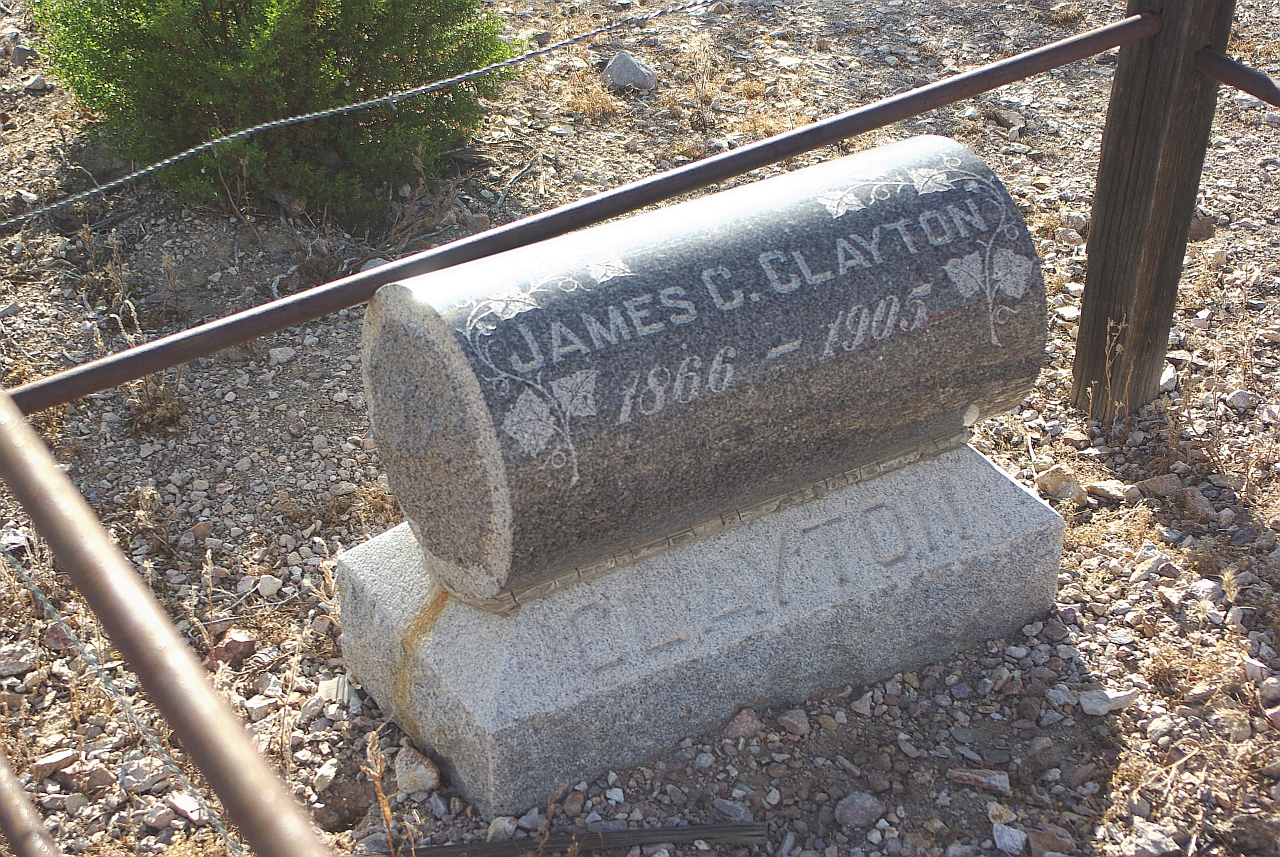 JAMES C. CLAYTON
1866 – 1905
CLAYTON